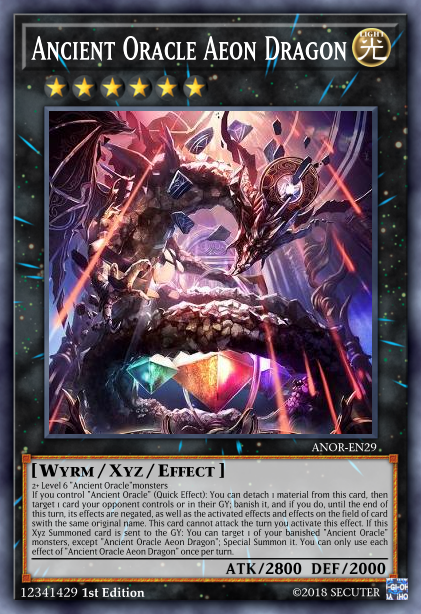 ANCIENT ORACLE AEON DRAGON
LIGHT
光
ANOR-EN29
[WYRM/XYZ/EFFECT]
2+ Level 6 "Ancient Oracle"monsters
If you control "Ancient Oracle" (Quick Effect): You can detach 1 material from this card, then
target 1 card your opponent controls or in their GY; banish it, and if you do, until the end of
this turn, its effects are negated, as well as the activated effects and effects on the field of card
swith the same original name. This card cannot attack the turn you activate this effect. If this
Xyz Summoned card is sent to the GY: You can target 1 of your banished "Ancient Oracle"
monsters, except "Ancient Oracle Aeon Dragon"; Special Summon it. You can only use each
effect of "Ancient Oracle Aeon Dragon" once per turn.
ATK/2800 DEF/2000
12341429 1st Edition
©2018 SECUTER